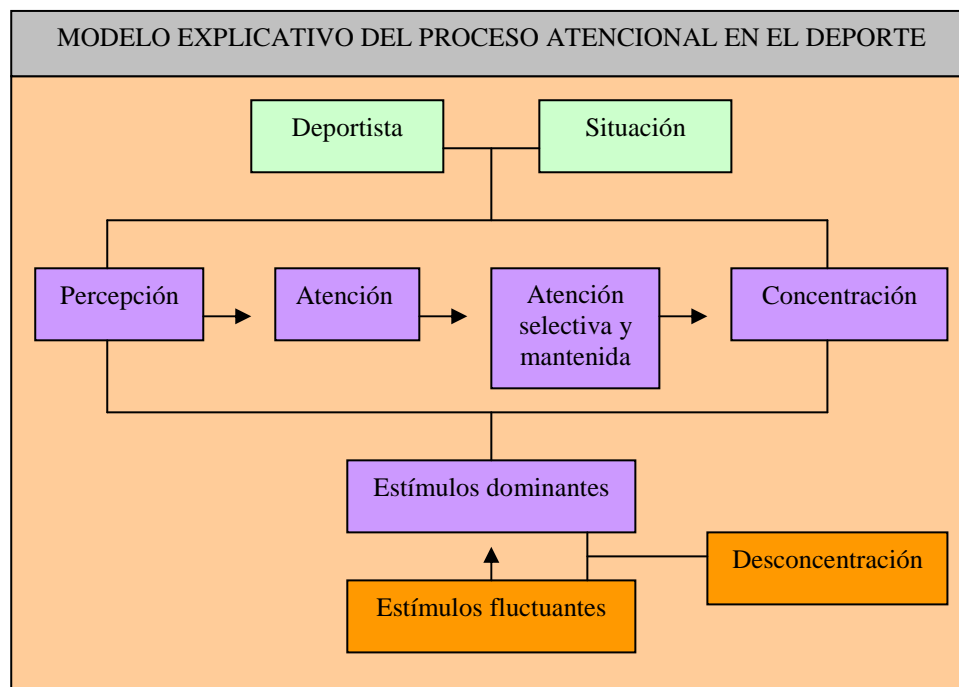 MODELO EXPLICATIVO DEL PROCESO ATENCIONAL EN EL DEPORTE
Deportista
Situación
Percepción
Atención
Atención
selectiva y
mantenida
Concentración
Estímulos dominantes
Desconcentración
Estímulos fluctuantes